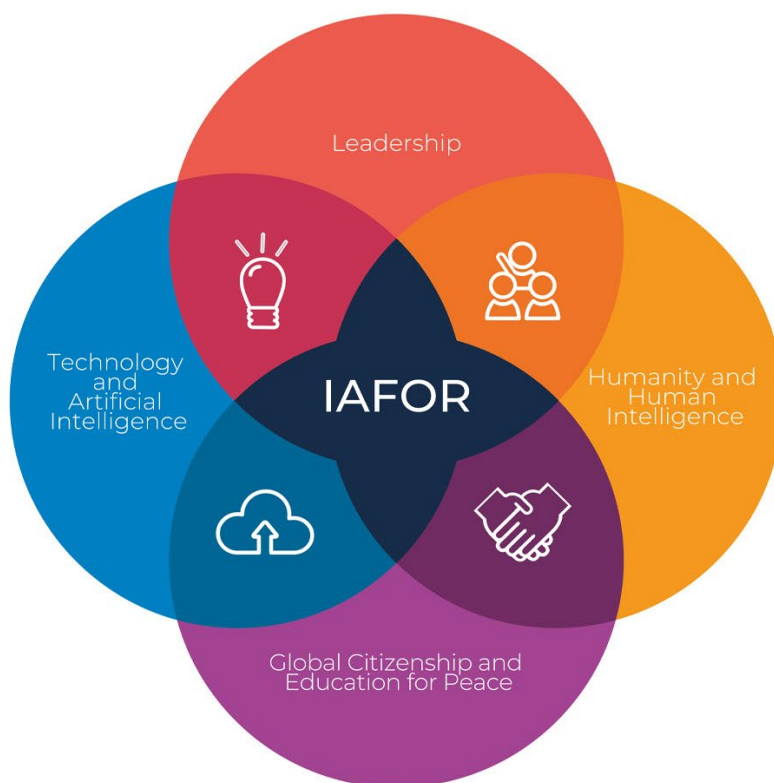 Leadership
Technology
and
Artificial
Intelligence
IAFOR
Humanity and
Human
Intelligence
Global Citizenship and
Education for Peace